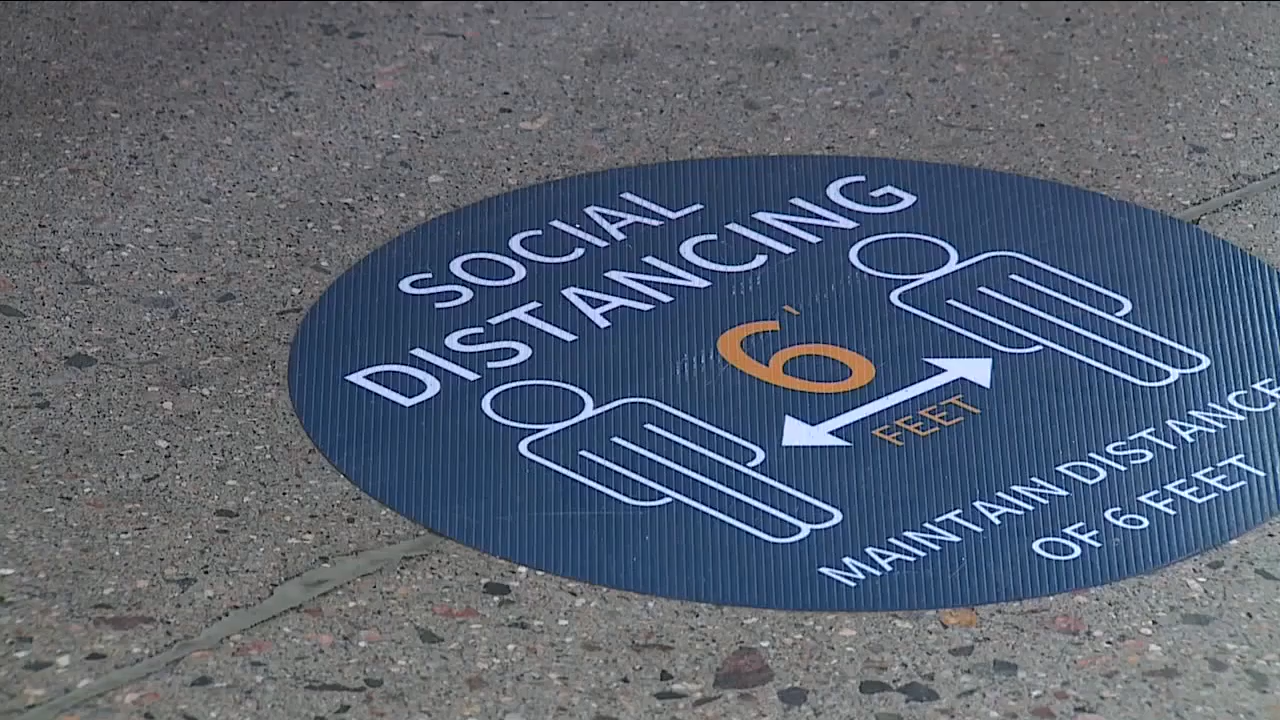 SOCIAL
DISTANCING
6'
FEET
MAINTAIN DISTANCE
OF 6 FEET